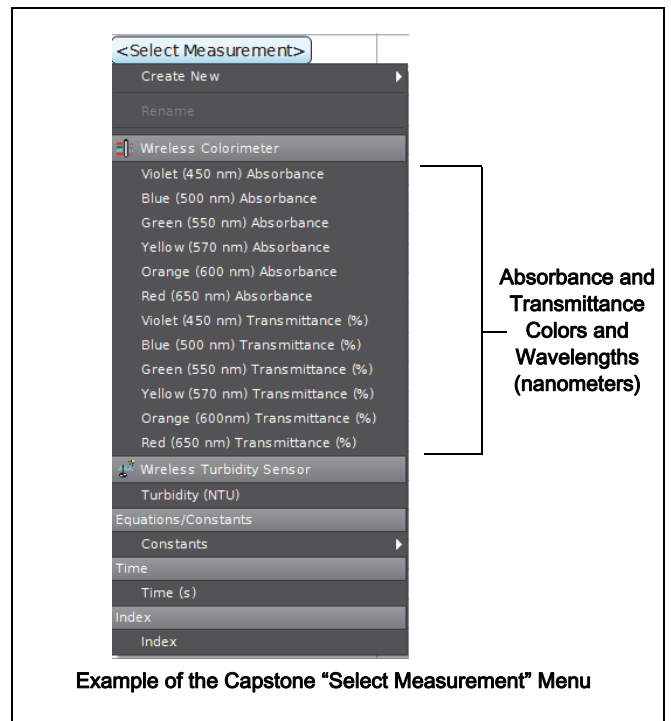 <Select Measurement>
Create New
Rename
Wireless Colorimeter
Violet (450 nm) Absorbance
Blue (500 nm) Absorbance
Green (550 nm) Absorbance
Yellow (570 nm) Absorbance
Orange (600 nm) Absorbance
Red (650 nm) Absorbance
Violet (450 nm) Transmittance (%)
Blue (500 nm) Transmittance (%)
Green (550 nm) Transmittance (%)
Yellow (570 nm) Transmittance (%)
Orange (600nm) Transmittance (%)
Red (650 nm) Transmittance (%)
Wireless Turbidity Sensor
Turbidity (NTU)
Equations/Constants
Constants
Time
Time (s)
Index
Index
Absorbance and
Transmittance
Colors and
Wavelengths
(nanometers)
Example of the Capstone “Select Measurement” Menu